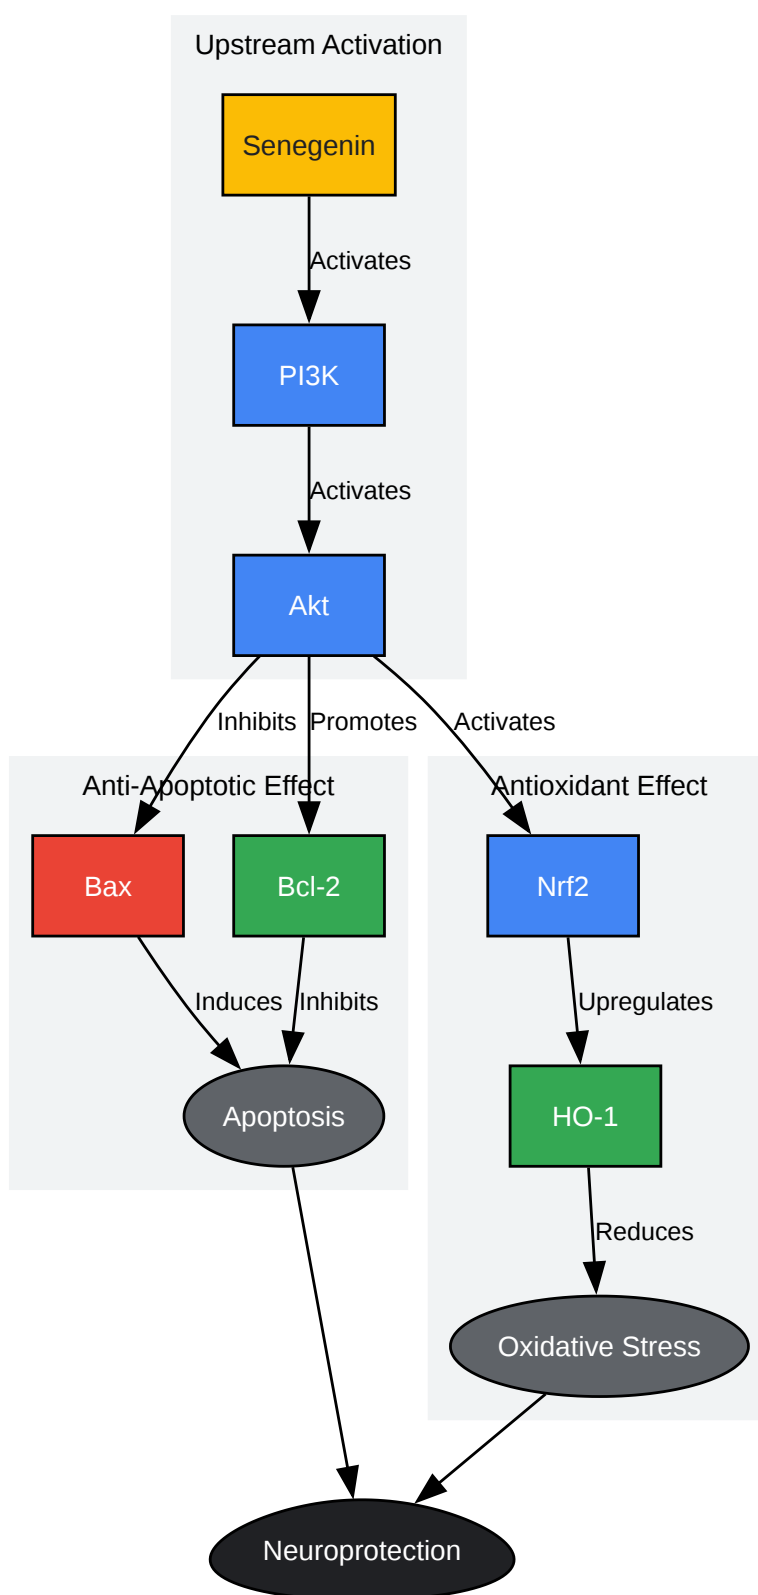 Upstream Activation
Senegenin
Activates
PI3K
Activates
Akt
Inhibits
Promotes
Activates
Anti-Apoptotic Effect
Antioxidant Effect
Bax
Bcl-2
Nrf2
Induces
Inhibits
Upregulates
Apoptosis
HO-1
Reduces
Oxidative Stress
Neuroprotection